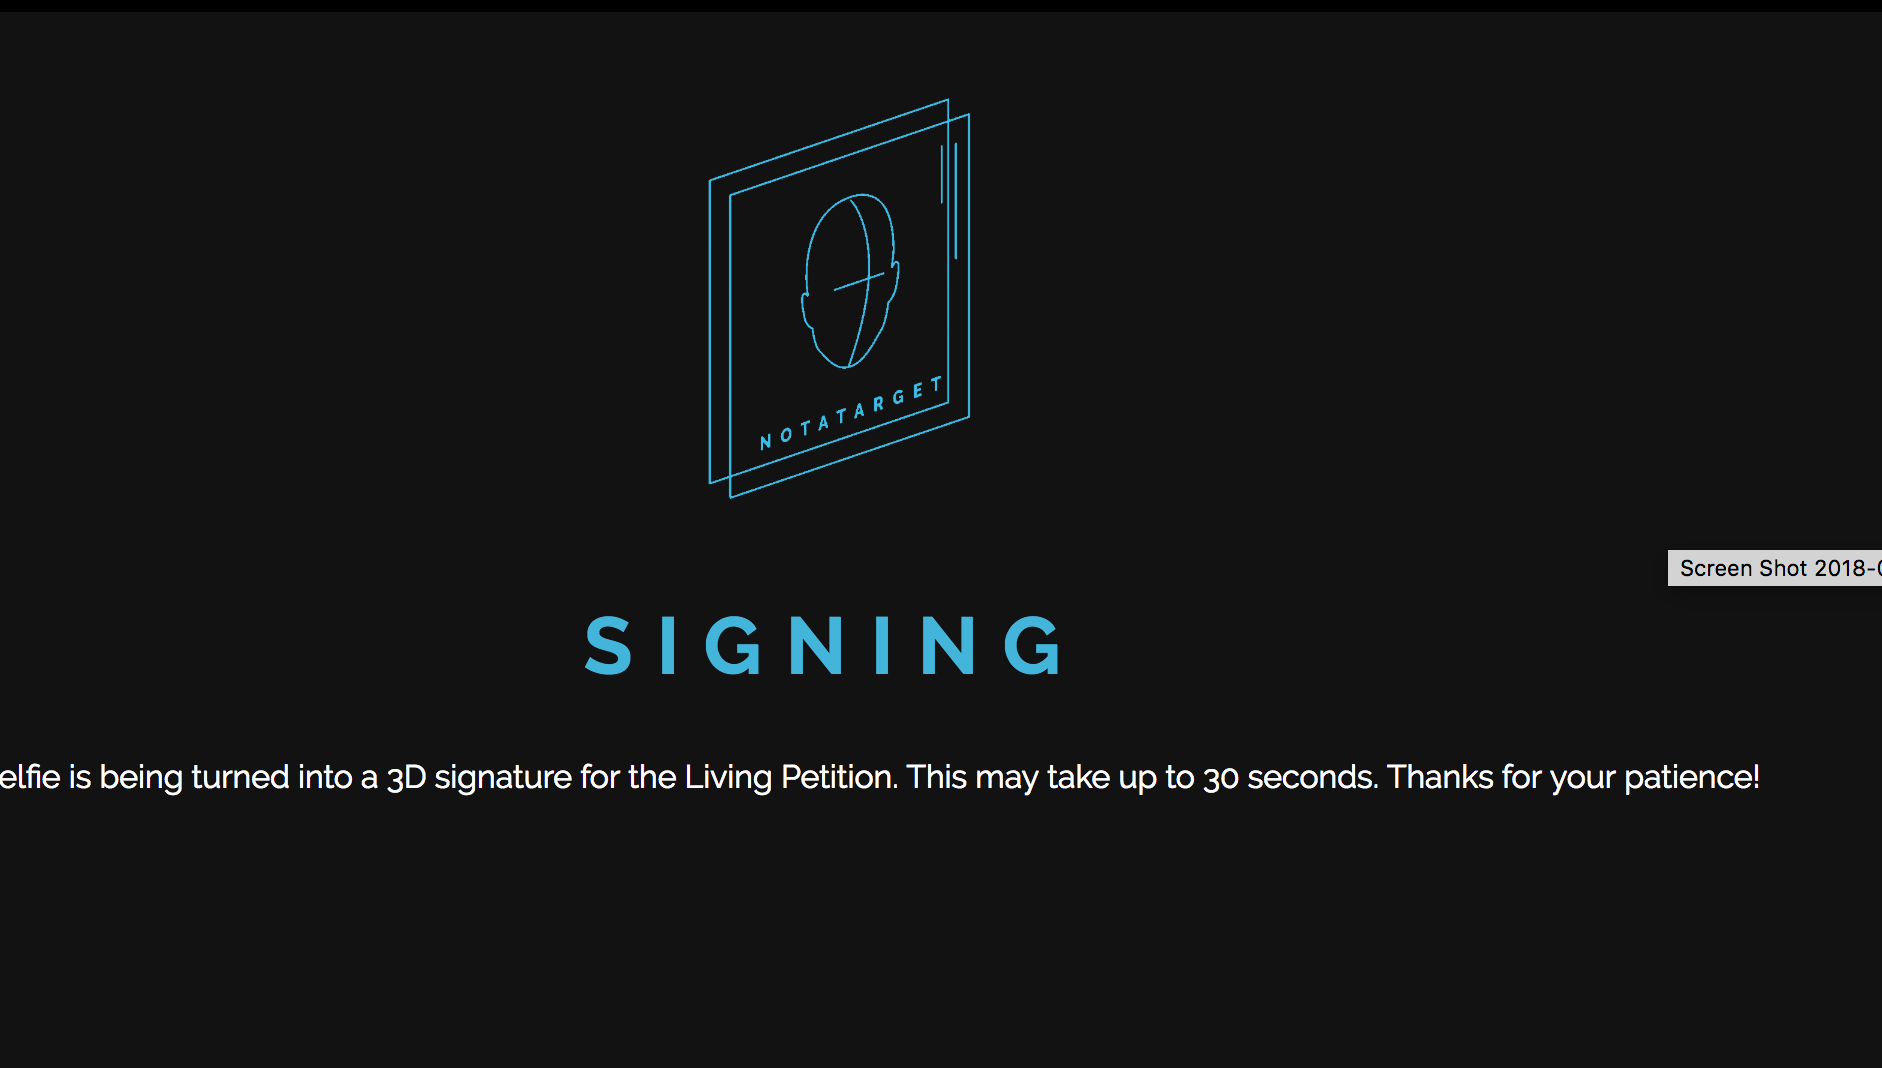 NOTATARGET
Screen Shot 2018-
SIGNING
elfie is being turned into a 3D signature for the Living Petition. This may take up to 30 seconds. Thanks for your patience!